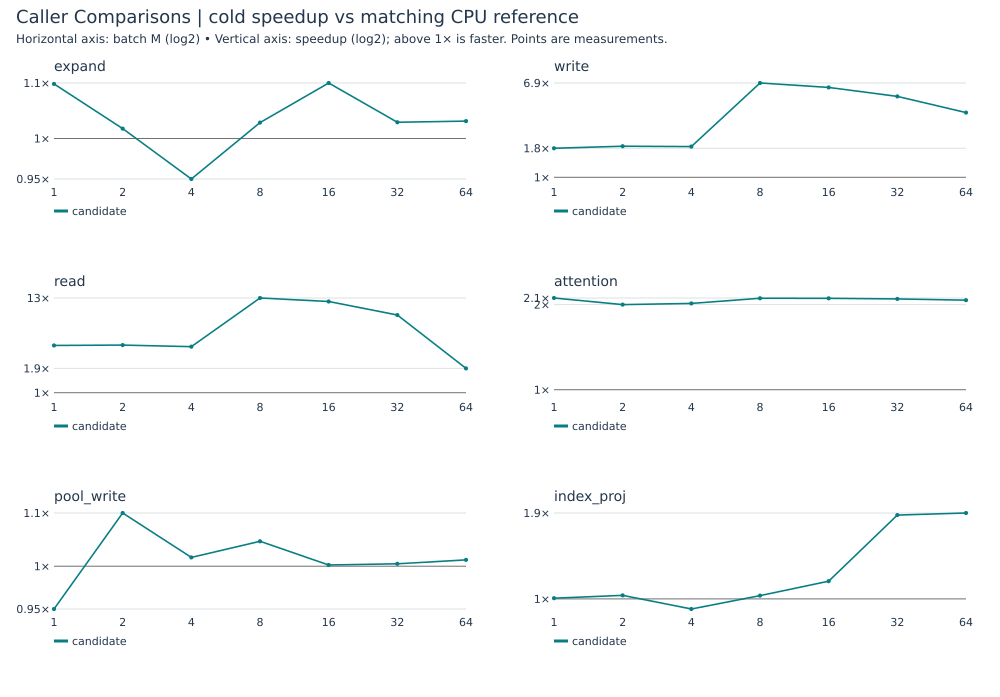 Caller Comparisons | cold speedup vs matching CPU reference
Horizontal axis: batch M (log2) • Vertical axis: speedup (log2); above 1× is faster. Points are measurements.
expand
1.1×
1×
0.95×
1 2 4 8 16 32 64
candidate
write
6.9×
1.8×
1×
1 2 4 8 16 32 64
candidate
read
13×
1.9×
1×
1 2 4 8 16 32 64
candidate
attention
2.1×
2×
1×
1 2 4 8 16 32 64
candidate
pool_write
1.1×
1×
0.95×
1 2 4 8 16 32 64
candidate
index_proj
1.9×
1×
1 2 4 8 16 32 64
candidate